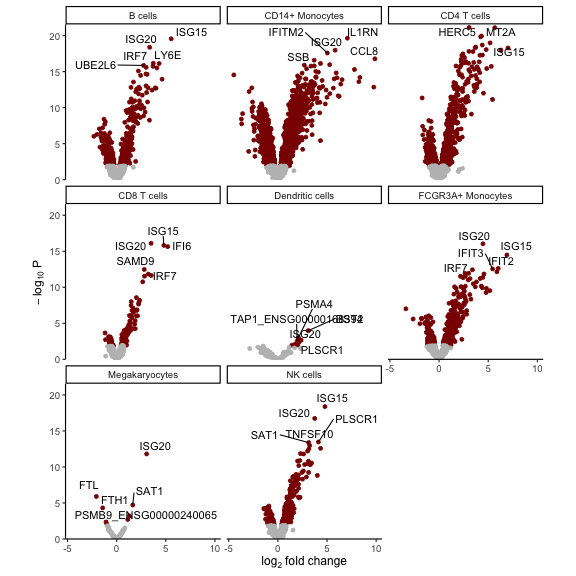 B cells
CD14+ Monocytes
CD4 T cells
20
15
10
5
0
ISG15
ISG20
IRF7
LY6E
UBE2L6
IFITM2
IL1RN
ISG20
CCL8
SSB
HERC5
MT2A
ISG15
CD8 T cells
Dendritic cells
FCGR3A+ Monocytes
20
15
10
5
0
ISG15
ISG20
IFI6
SAMD9
IRF7
PSMA4
ISG20
PLSCR1
ISG20
ISG15
IFIT3
IFIT2
IRF7
− log10 P
-5
0
5
10
Megakaryocytes
NK cells
20
15
10
5
0
ISG20
FTL
SAT1
FTH1
PSMB9_ENSG00000240065
ISG15
ISG20
PLSCR1
SAT1
TNFSF10
-5
0
5
10
-5
0
5
10
log2 fold change